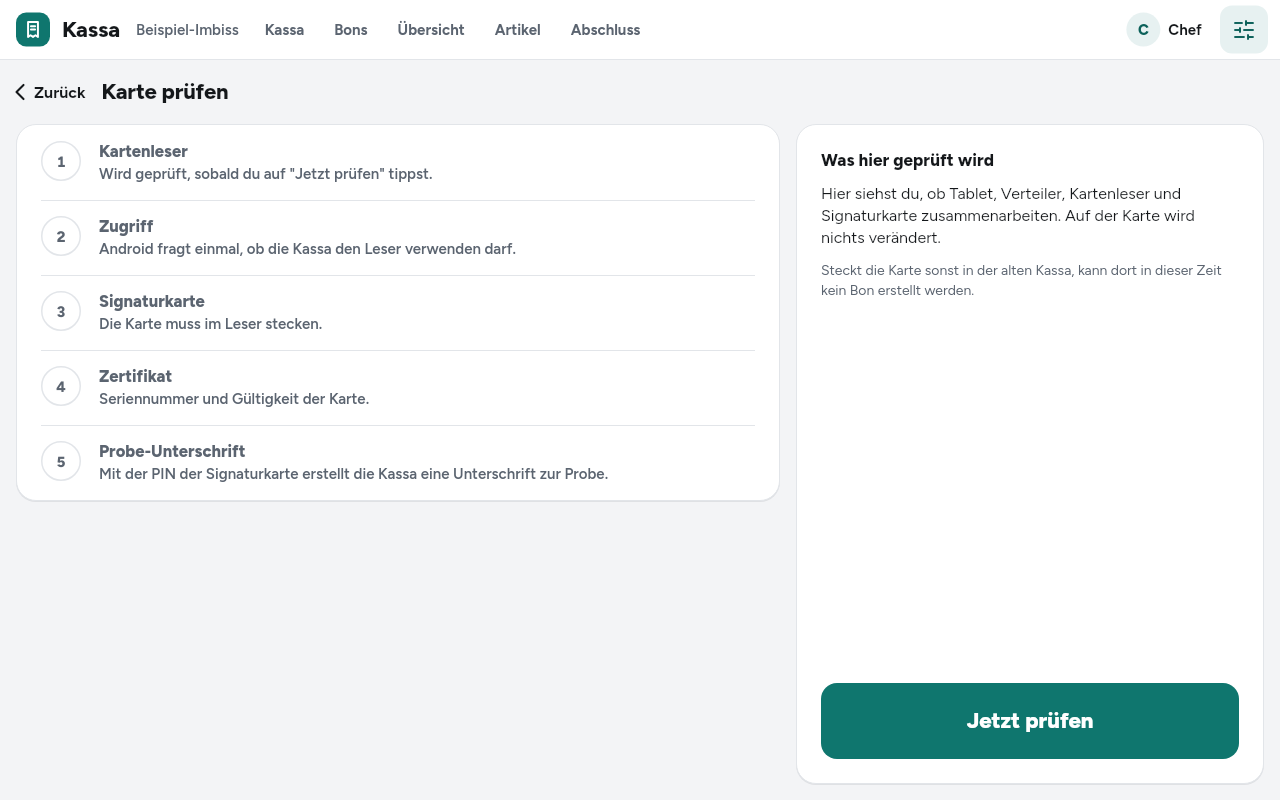 Kassa
Beispiel-Imbiss
Kassa
Bons
Übersicht
Artikel
Abschluss
C
Chef
Zurück
Karte prüfen
1
Kartenleser
Wird geprüft, sobald du auf "Jetzt prüfen" tippst.
2
Zugriff
Android fragt einmal, ob die Kassa den Leser verwenden darf.
3
Signaturkarte
Die Karte muss im Leser stecken.
4
Zertifikat
Seriennummer und Gültigkeit der Karte.
5
Probe-Unterschrift
Mit der PIN der Signaturkarte erstellt die Kassa eine Unterschrift zur Probe.
Was hier geprüft wird
Hier siehst du, ob Tablet, Verteiler, Kartenleser und
Signaturkarte zusammenarbeiten. Auf der Karte wird
nichts verändert.
Steckt die Karte sonst in der alten Kassa, kann dort in dieser Zeit
kein Bon erstellt werden.
Jetzt prüfen